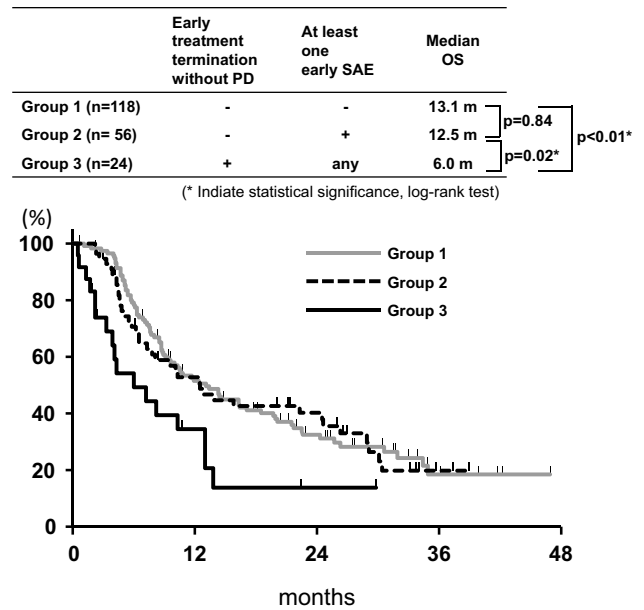 Early treatment termination without PD
At least one early SAE
Median OS
Group 1 (n=118) - - 13.1 m
Group 2 (n= 56) - + 12.5 m
Group 3 (n=24) + any 6.0 m
p=0.84
p=0.02*
p<0.01*
(* Indiate statistical significance, log-rank test)
(%)
100
80
60
40
20
0
Group 1
Group 2
Group 3
0 12 24 36 48
months